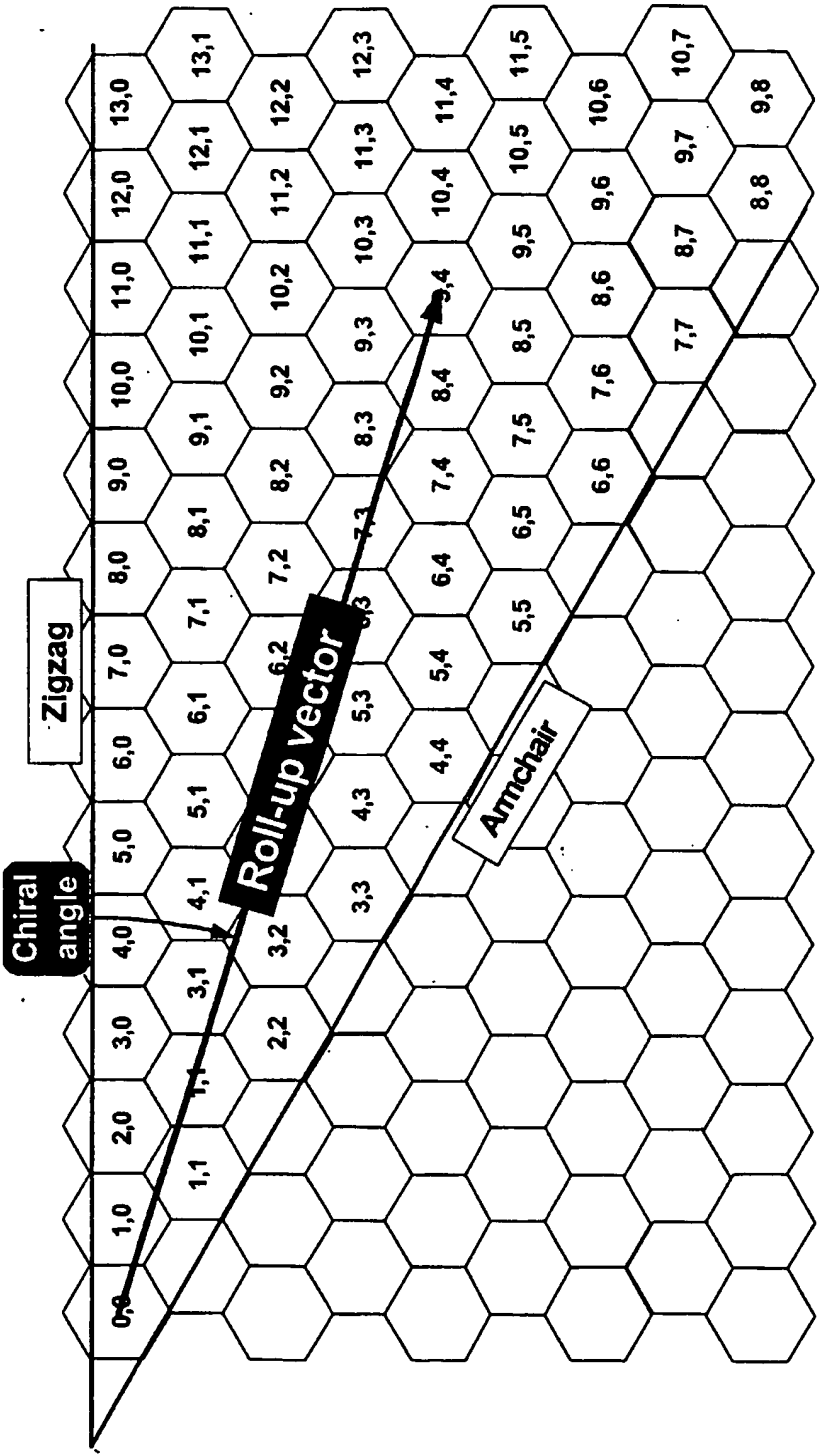 Chiral
angle
Zigzag
0,0 1,0 2,0 3,0 4,0 5,0 6,0 7,0 8,0 9,0 10,0 11,0 12,0 13,0
1,1 3,1 4,1 5,1 6,1 7,1 8,1 9,1 10,1 11,1 12,1 13,1
2,2 3,2 6,2 7,2 8,2 9,2 10,2 11,2 12,2
Roll-up vector
3,3 4,3 5,3 7,3 8,3 9,3 10,3 11,3 12,3
4,4 5,4 6,4 7,4 8,4 9,4 10,4 11,4
Armchair
5,5 6,5 7,5 8,5 9,5 10,5 11,5
6,6 7,6 8,6 9,6 10,6
7,7 8,7 9,7 10,7
8,8 9,8